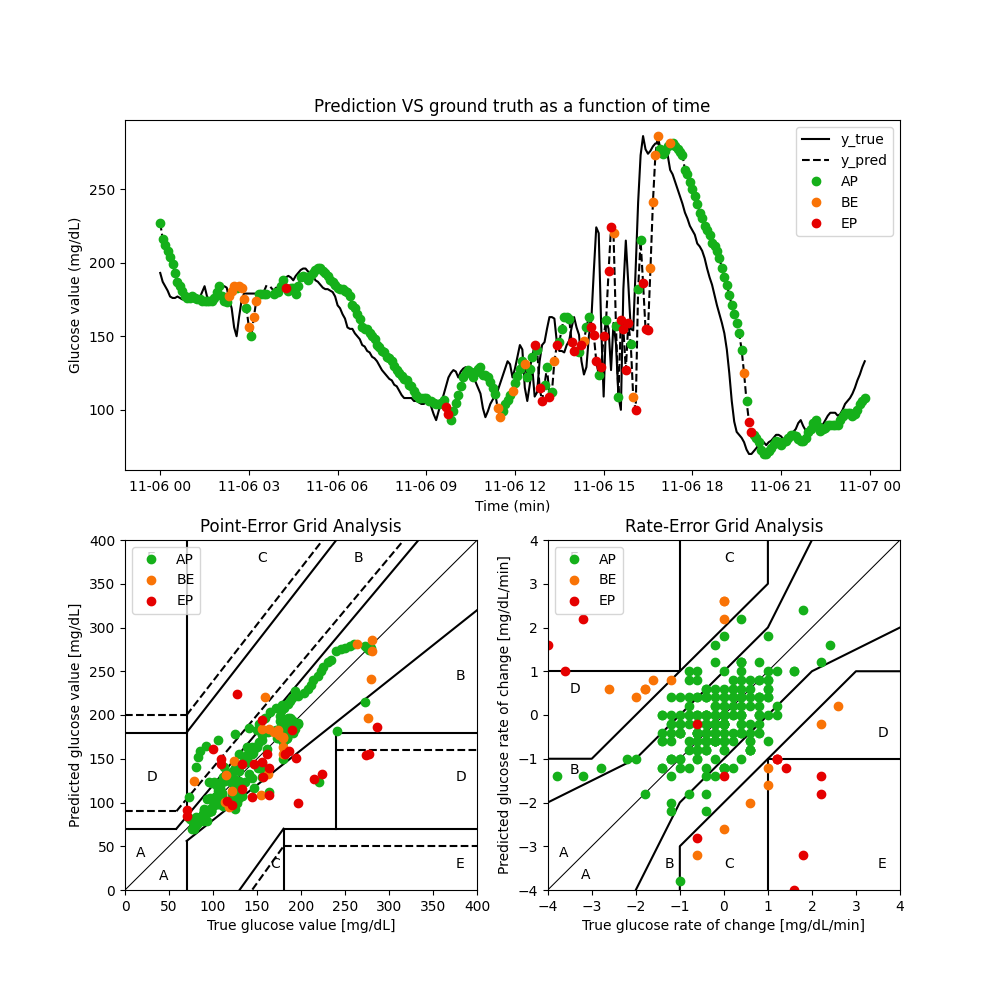 Prediction VS ground truth as a function of time
Glucose value (mg/dL)
250
200
150
100
y_true
y_pred
AP
BE
EP
11-06 00 11-06 03 11-06 06 11-06 09 11-06 12 11-06 15 11-06 18 11-06 21 11-07 00
Time (min)
Point-Error Grid Analysis
Predicted glucose value [mg/dL]
400
350
300
250
200
150
100
50
0
AP
BE
EP
C
B
B
D
D
A
A
C
E
0 50 100 150 200 250 300 350 400
True glucose value [mg/dL]
Rate-Error Grid Analysis
Predicted glucose rate of change [mg/dL/min]
4
3
2
1
0
−1
−2
−3
−4
AP
BE
EP
C
D
D
B
A
A
B
C
E
−4 −3 −2 −1 0 1 2 3 4
True glucose rate of change [mg/dL/min]